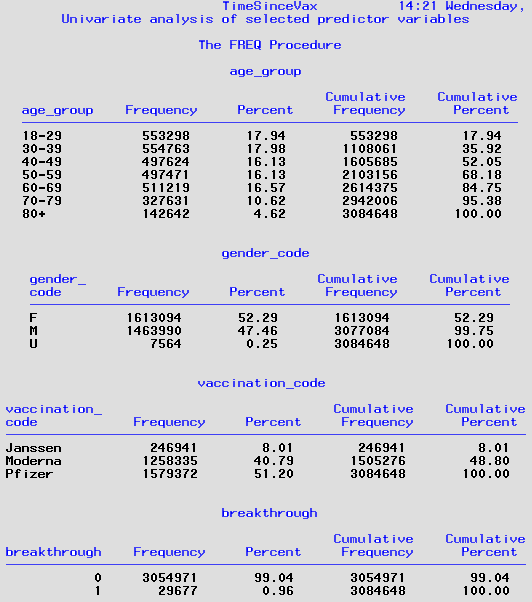 TimeSinceVax 14:21 Wednesday,
Univariate analysis of selected predictor variables
The FREQ Procedure
age_group
Cumulative Cumulative
age_group Frequency Percent Frequency Percent
18-29 553298 17.94 553298 17.94
30-39 554763 17.98 1108061 35.92
40-49 497624 16.13 1605685 52.05
50-59 497471 16.13 2103156 68.18
60-69 511219 16.57 2614375 84.75
70-79 327631 10.62 2942006 95.38
80+ 142642 4.62 3084648 100.00
gender_code
gender_ Cumulative Cumulative
code Frequency Percent Frequency Percent
F 1613094 52.29 1613094 52.29
M 1463990 47.46 3077084 99.75
U 7564 0.25 3084648 100.00
vaccination_code
vaccination_ Cumulative Cumulative
code Frequency Percent Frequency Percent
Janssen 246941 8.01 246941 8.01
Moderna 1258335 40.79 1505276 48.80
Pfizer 1579372 51.20 3084648 100.00
breakthrough
Cumulative Cumulative
breakthrough Frequency Percent Frequency Percent
0 3054971 99.04 3054971 99.04
1 29677 0.96 3084648 100.00